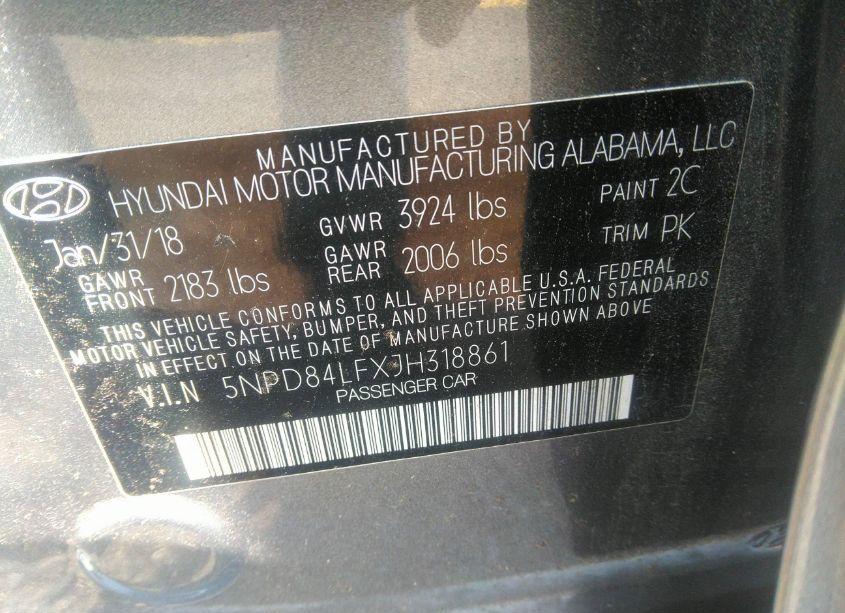 MANUFACTURED BY
HYUNDAI MOTOR MANUFACTURING ALABAMA, LLC
Jan/31/18 GVWR 3924 lbs PAINT 2C
GAWR FRONT 2183 lbs GAWR REAR 2006 lbs TRIM PK
THIS VEHICLE CONFORMS TO ALL APPLICABLE U.S.A. FEDERAL
MOTOR VEHICLE SAFETY, BUMPER, AND THEFT PREVENTION STANDARDS
IN EFFECT ON THE DATE OF MANUFACTURE SHOWN ABOVE
V.I.N 5NPD84LFXJH318861
PASSENGER CAR